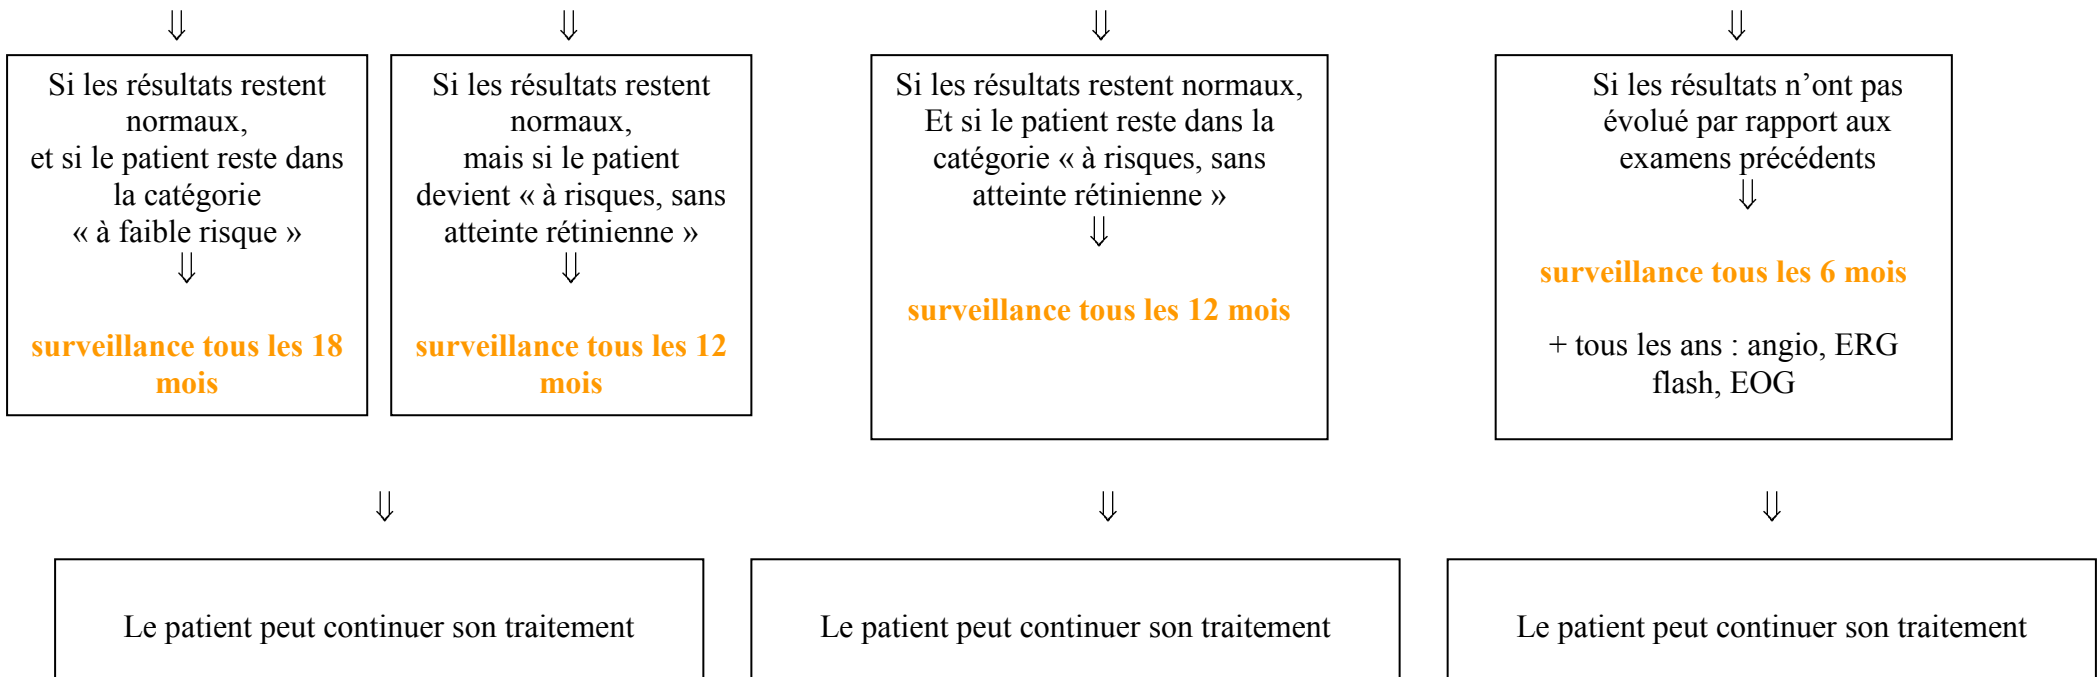 ⇓
⇓
⇓
⇓
Si les résultats restent
normaux,
et si le patient reste dans
la catégorie
« à faible risque »
⇓
surveillance tous les 18
mois
Si les résultats restent
normaux,
mais si le patient
devient « à risques, sans
atteinte rétinienne »
⇓
surveillance tous les 12
mois
Si les résultats restent normaux,
Et si le patient reste dans la
catégorie « à risques, sans
atteinte rétinienne »
⇓
surveillance tous les 12 mois
Si les résultats n’ont pas
évolué par rapport aux
examens précédents
⇓
surveillance tous les 6 mois
+ tous les ans : angio, ERG
flash, EOG
⇓
⇓
⇓
Le patient peut continuer son traitement
Le patient peut continuer son traitement
Le patient peut continuer son traitement